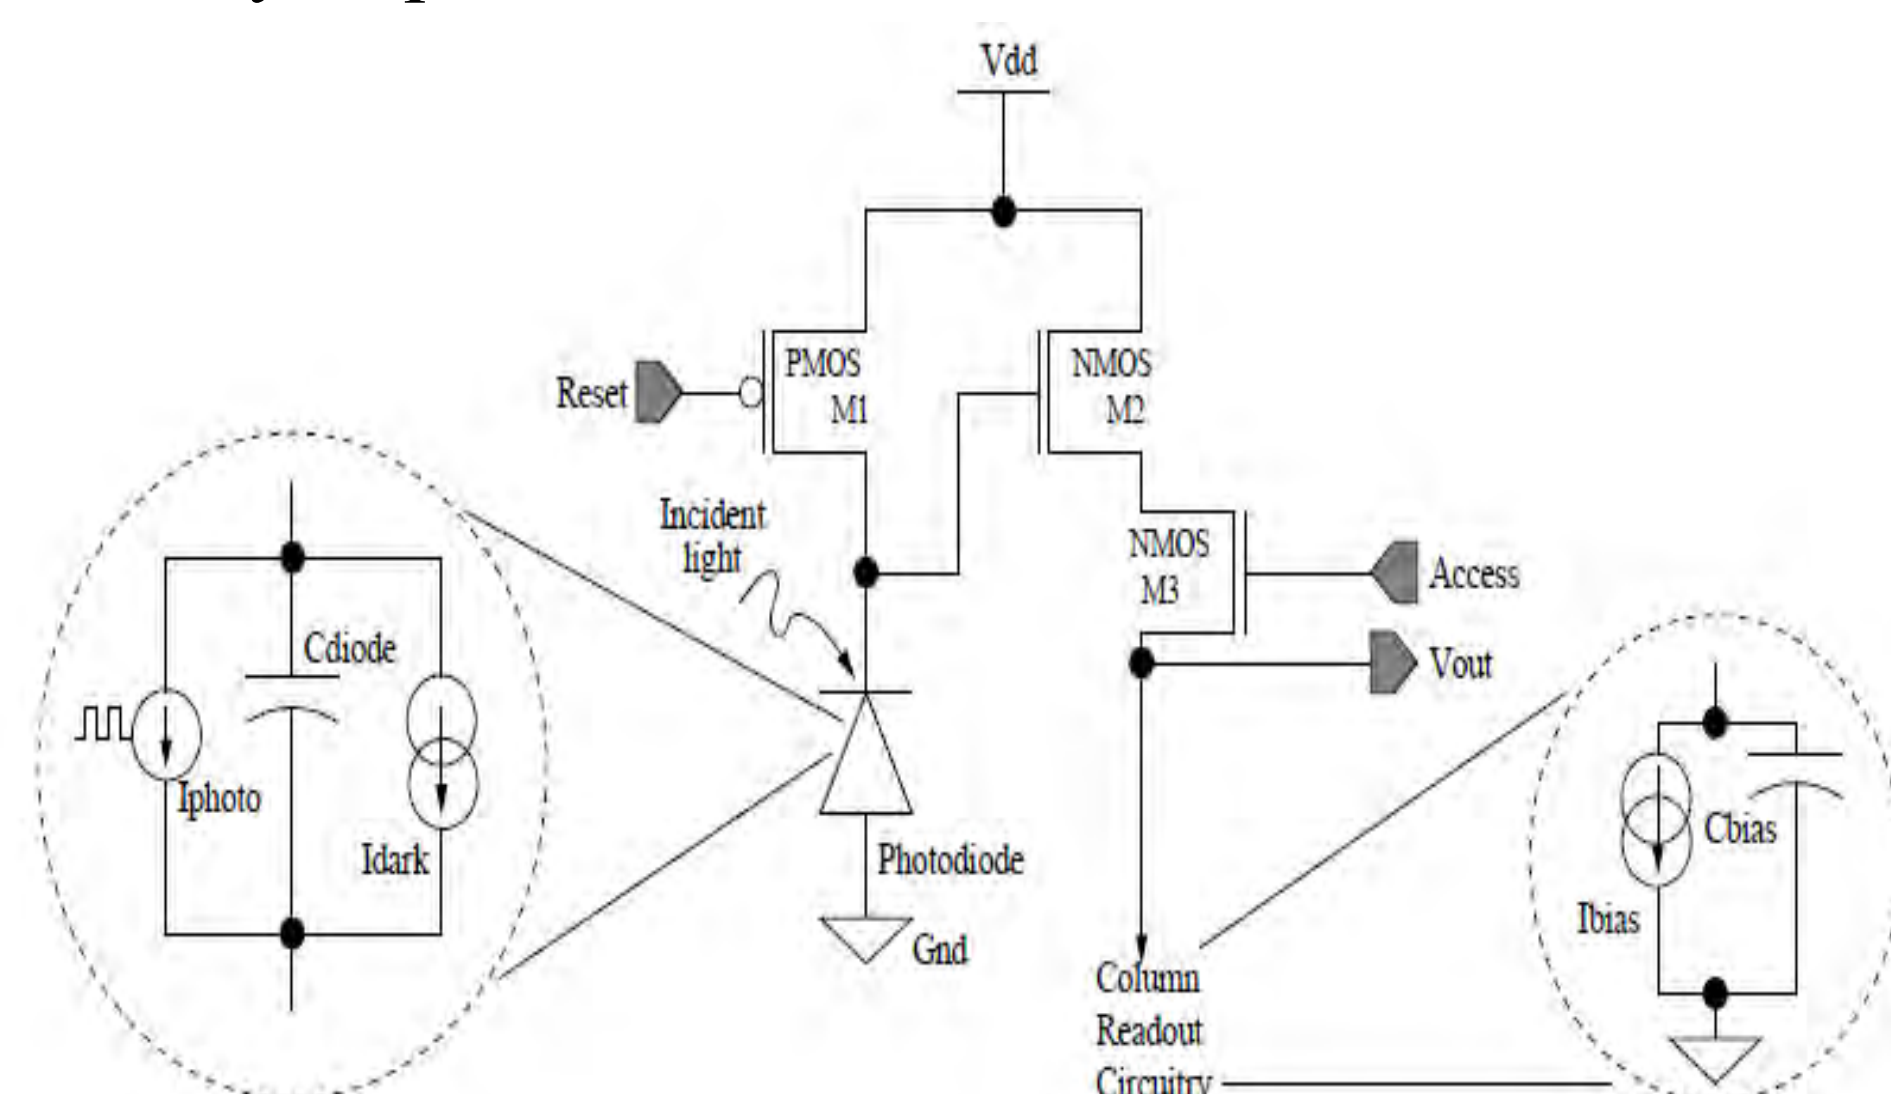 Vdd
PMOS
M1
NMOS
M2
Reset
Incident
light
NMOS
M3
Access
Vout
Cdiode
Iphoto
Idark
Photodiode
Gnd
Cbias
Ibias
Column
Readout
Circuitry